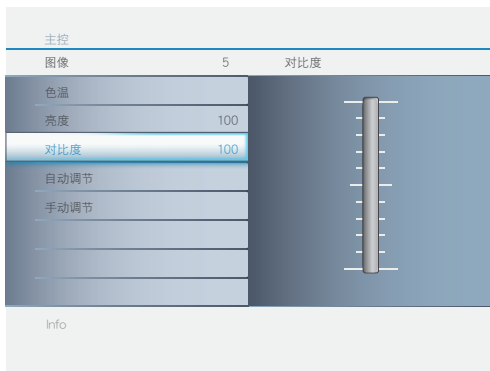 主控
图像 5 对比度
色温
亮度 100
对比度 100
自动调节
手动调节
Info